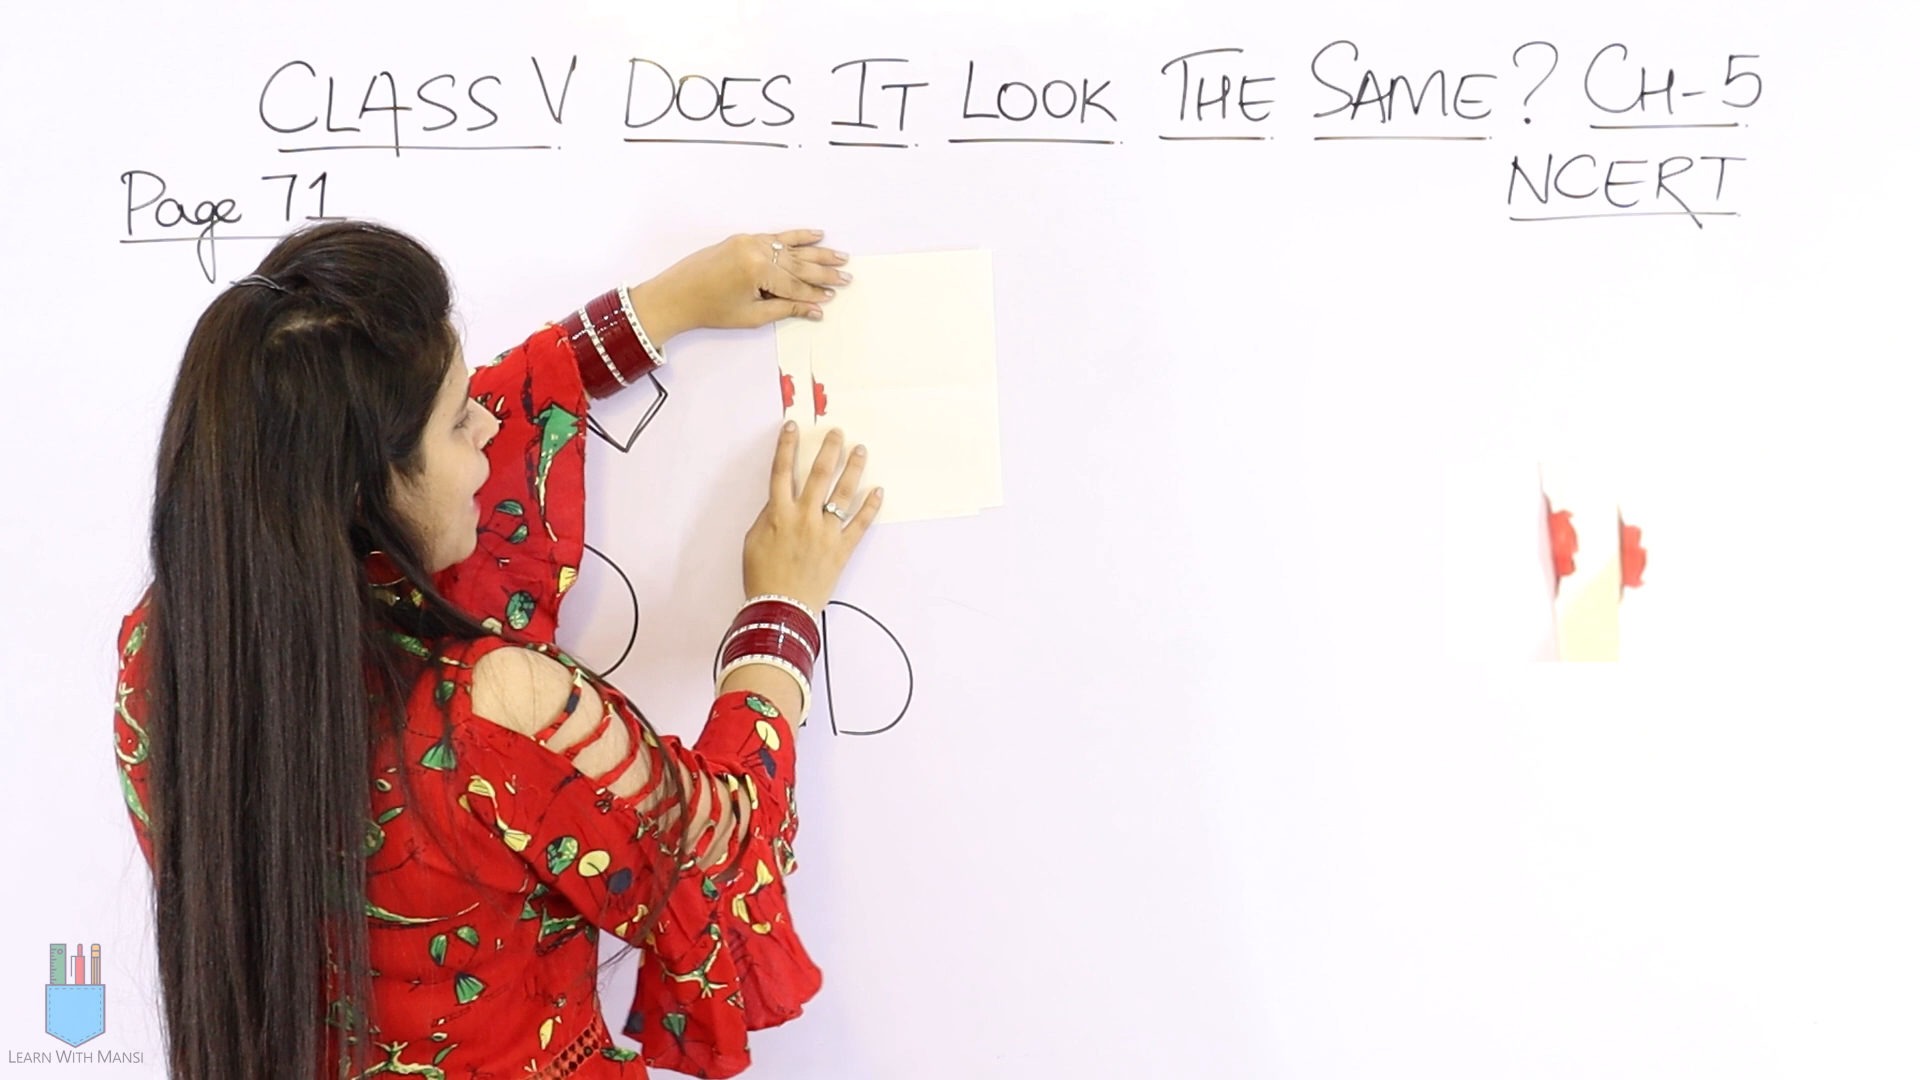 CLASS V DOES IT LOOK THE SAME? CH-5
NCERT
Page 71
LEARN WITH MANSI